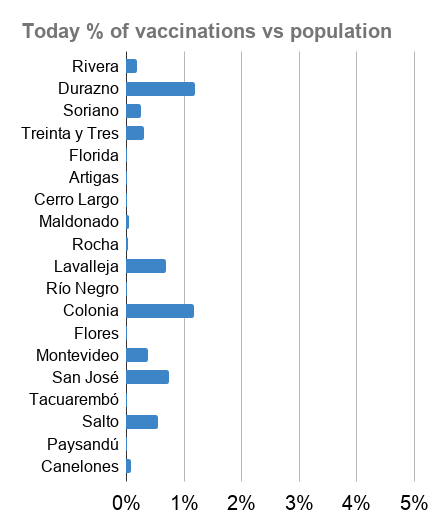 Today % of vaccinations vs population
Rivera
Durazno
Soriano
Treinta y Tres
Florida
Artigas
Cerro Largo
Maldonado
Rocha
Lavalleja
Río Negro
Colonia
Flores
Montevideo
San José
Tacuarembó
Salto
Paysandú
Canelones
0% 1% 2% 3% 4% 5%